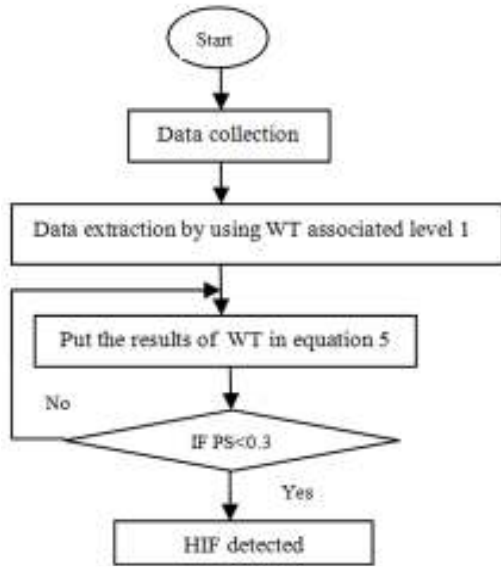 Start
Data collection
Data extraction by using WT associated level 1
Put the results of WT in equation 5
No
IF PS<0.3
Yes
HIF detected